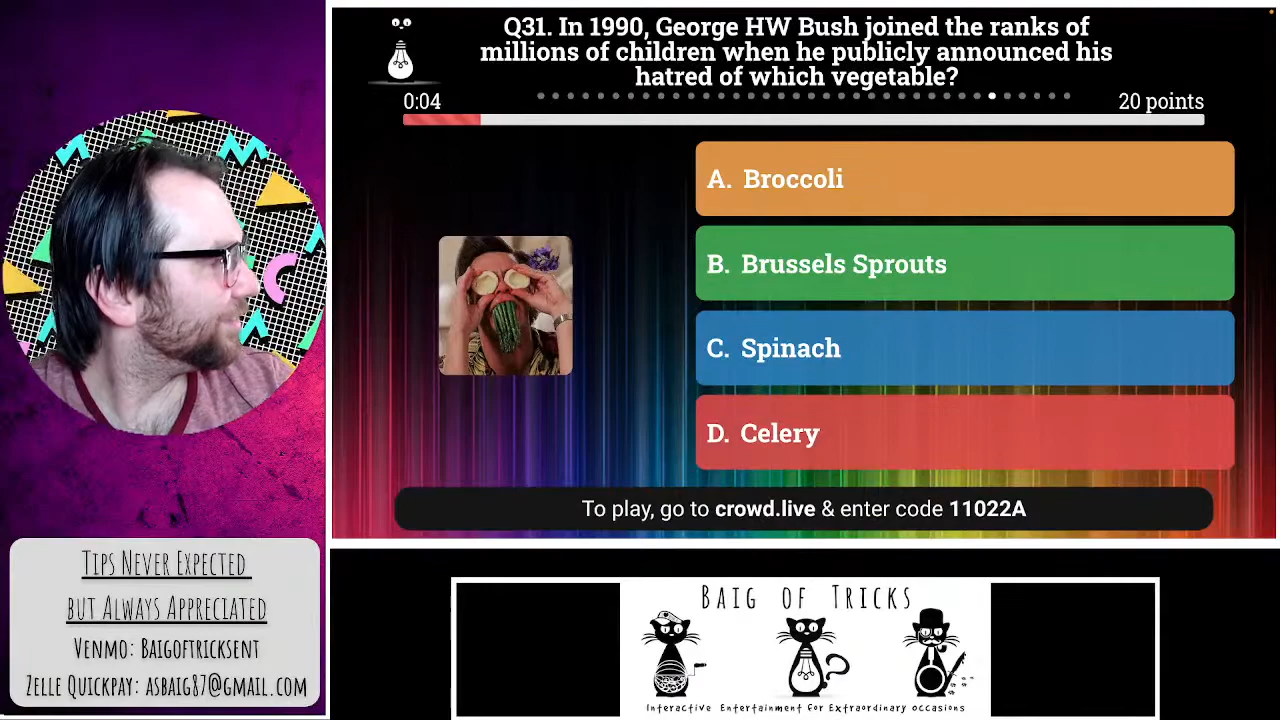 Q31. In 1990, George HW Bush joined the ranks of
millions of children when he publicly announced his
hatred of which vegetable?
0:04
20 points
A. Broccoli
B. Brussels Sprouts
C. Spinach
D. Celery
To play, go to crowd.live & enter code 11022A
Tips Never Expected
but Always Appreciated
Venmo: Baigoftricksent
Zelle Quickpay: asbaig87@gmail.com
Baig of Tricks
Interactive Entertainment for Extraordinary Occasions